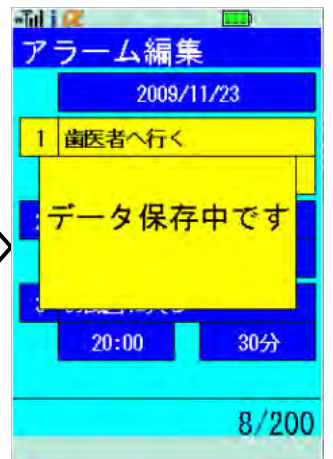 アラーム編集
2009/11/23
1 歯医者へ行く
データ保存中です
20:00 30分
8/200